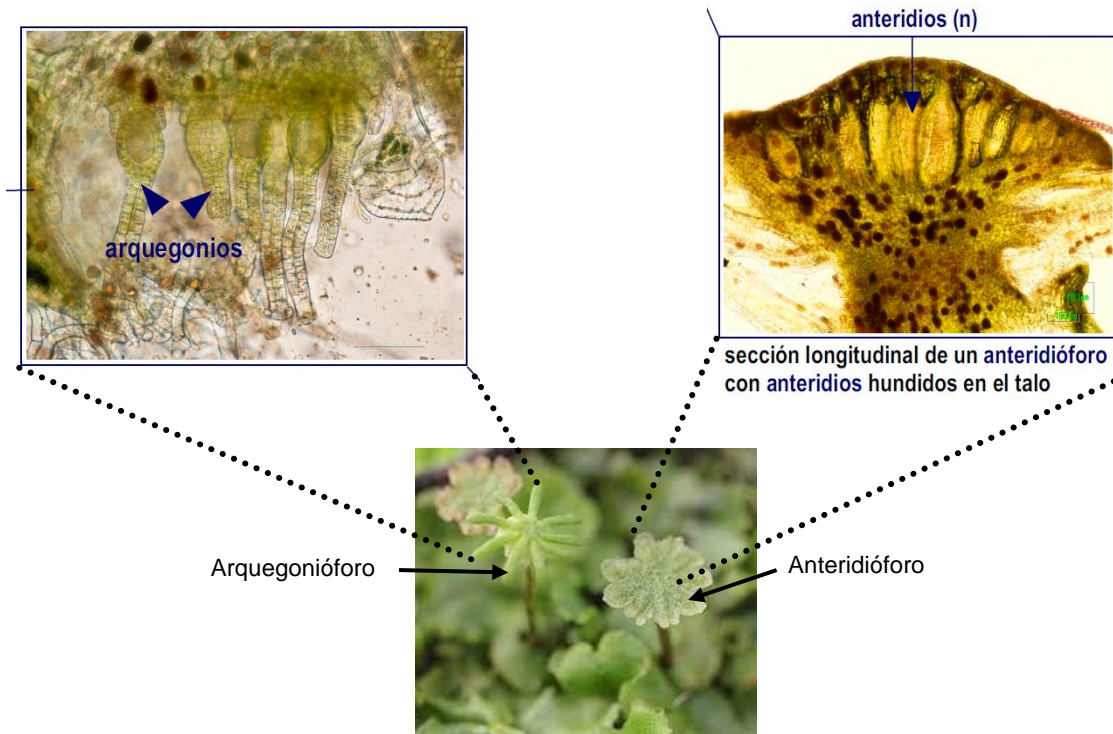 anteridios (n)
arquegonios
sección longitudinal de un anteridióforo
con anteridios hundidos en el talo
Arquegonióforo
Anteridióforo